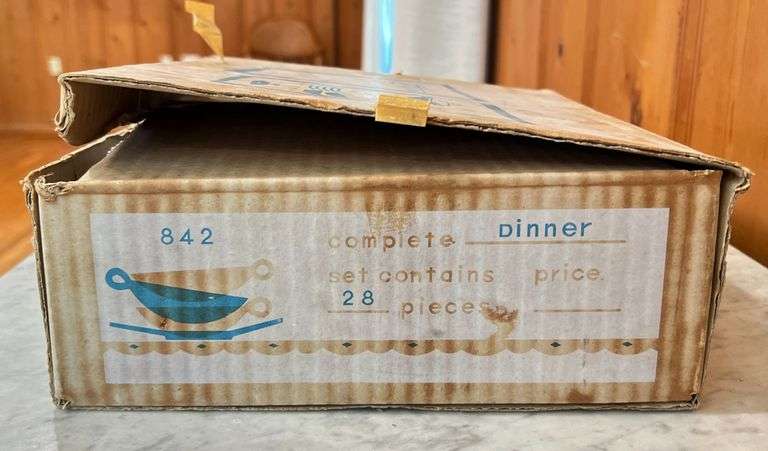 842
complete Dinner
set contains price.
28 pieces